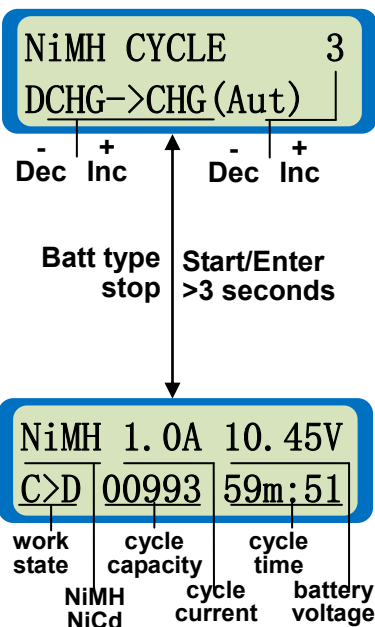 NiMH CYCLE 3
DCHG->CHG(Aut)
- + - +
Dec Inc Dec Inc
Batt type Start/Enter
stop >3 seconds
NiMH 1.0A 10.45V
C>D 00993 59m:51
work cycle cycle
state capacity time
NiMH cycle battery
NiCd current voltage